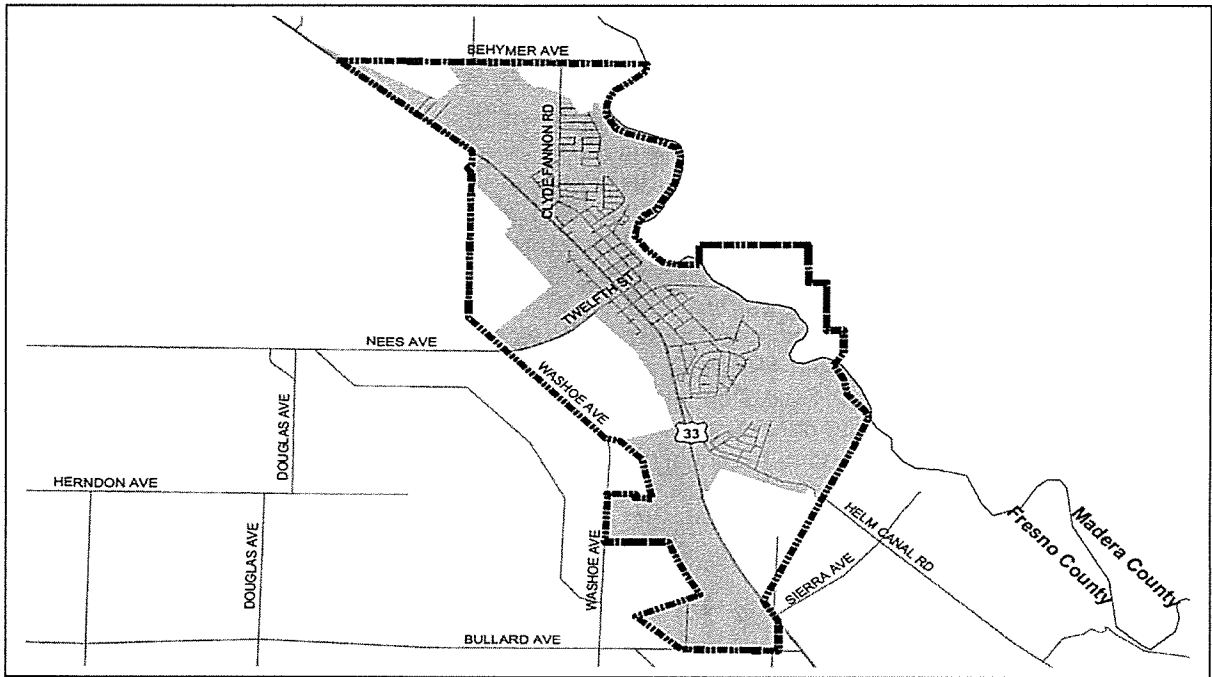 BEHYMER AVE
CLYDE FANNON RD
TWELFTH ST
NEES AVE
WASHOE AVE
DOUGLAS AVE
33
HERNDON AVE
HELM CANAL RD
Madera County
Fresno County
DOUGLAS AVE
WASHOE AVE
SIERRA AVE
BULLARD AVE